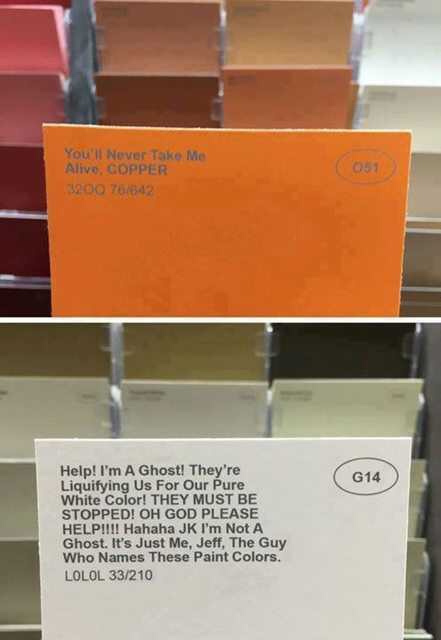 You'll Never Take Me
Alive, COPPER
O51
32OQ 76/642
Help! I'm A Ghost! They're
Liquifying Us For Our Pure
White Color! THEY MUST BE
STOPPED! OH GOD PLEASE
HELP!!!! Hahaha JK I'm Not A
Ghost. It's Just Me, Jeff, The Guy
Who Names These Paint Colors.
G14
LOLOL 33/210